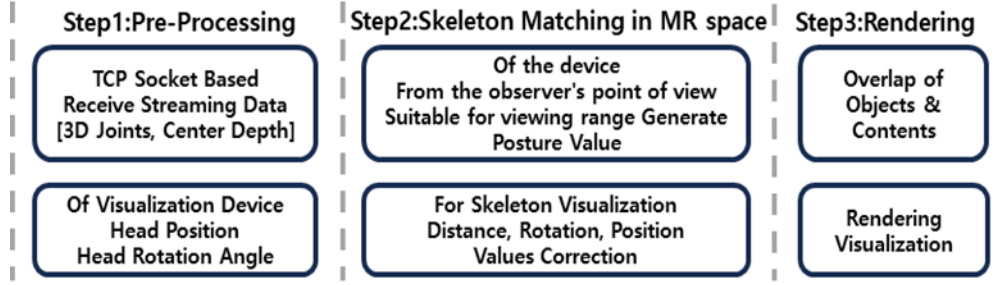 Step1:Pre-Processing
TCP Socket Based
Receive Streaming Data
[3D Joints, Center Depth]
Of Visualization Device
Head Position
Head Rotation Angle
Step2:Skeleton Matching in MR space
Of the device
From the observer's point of view
Suitable for viewing range Generate
Posture Value
For Skeleton Visualization
Distance, Rotation, Position
Values Correction
Step3:Rendering
Overlap of
Objects &
Contents
Rendering
Visualization